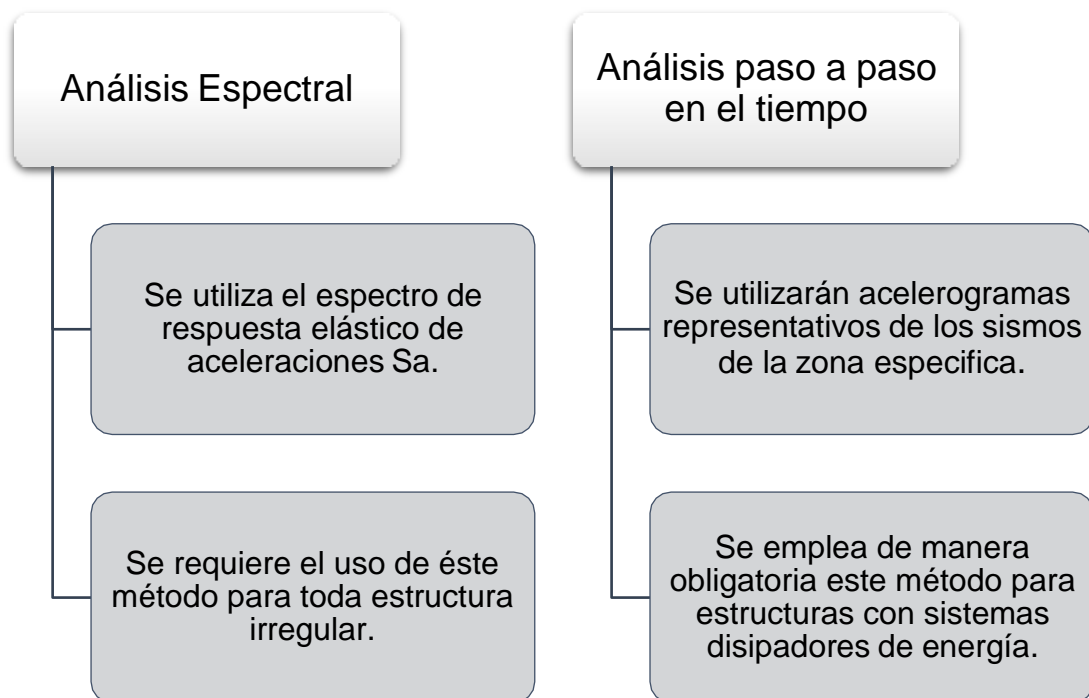 Análisis Espectral
Se utiliza el espectro de
respuesta elástico de
aceleraciones Sa.
Se requiere el uso de éste
método para toda estructura
irregular.
Análisis paso a paso
en el tiempo
Se utilizarán acelerogramas
representativos de los sismos
de la zona especifica.
Se emplea de manera
obligatoria este método para
estructuras con sistemas
disipadores de energía.